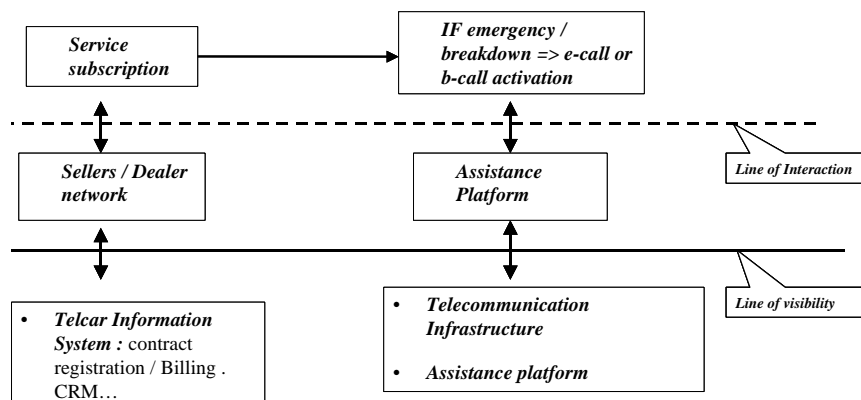 Service
subscription
IF emergency /
breakdown => e-call or
b-call activation
Sellers / Dealer
network
Assistance
Platform
Line of Interaction
Line of visibility
• Telcar Information
System : contract
registration / Billing .
CRM…
• Telecommunication
Infrastructure
• Assistance platform